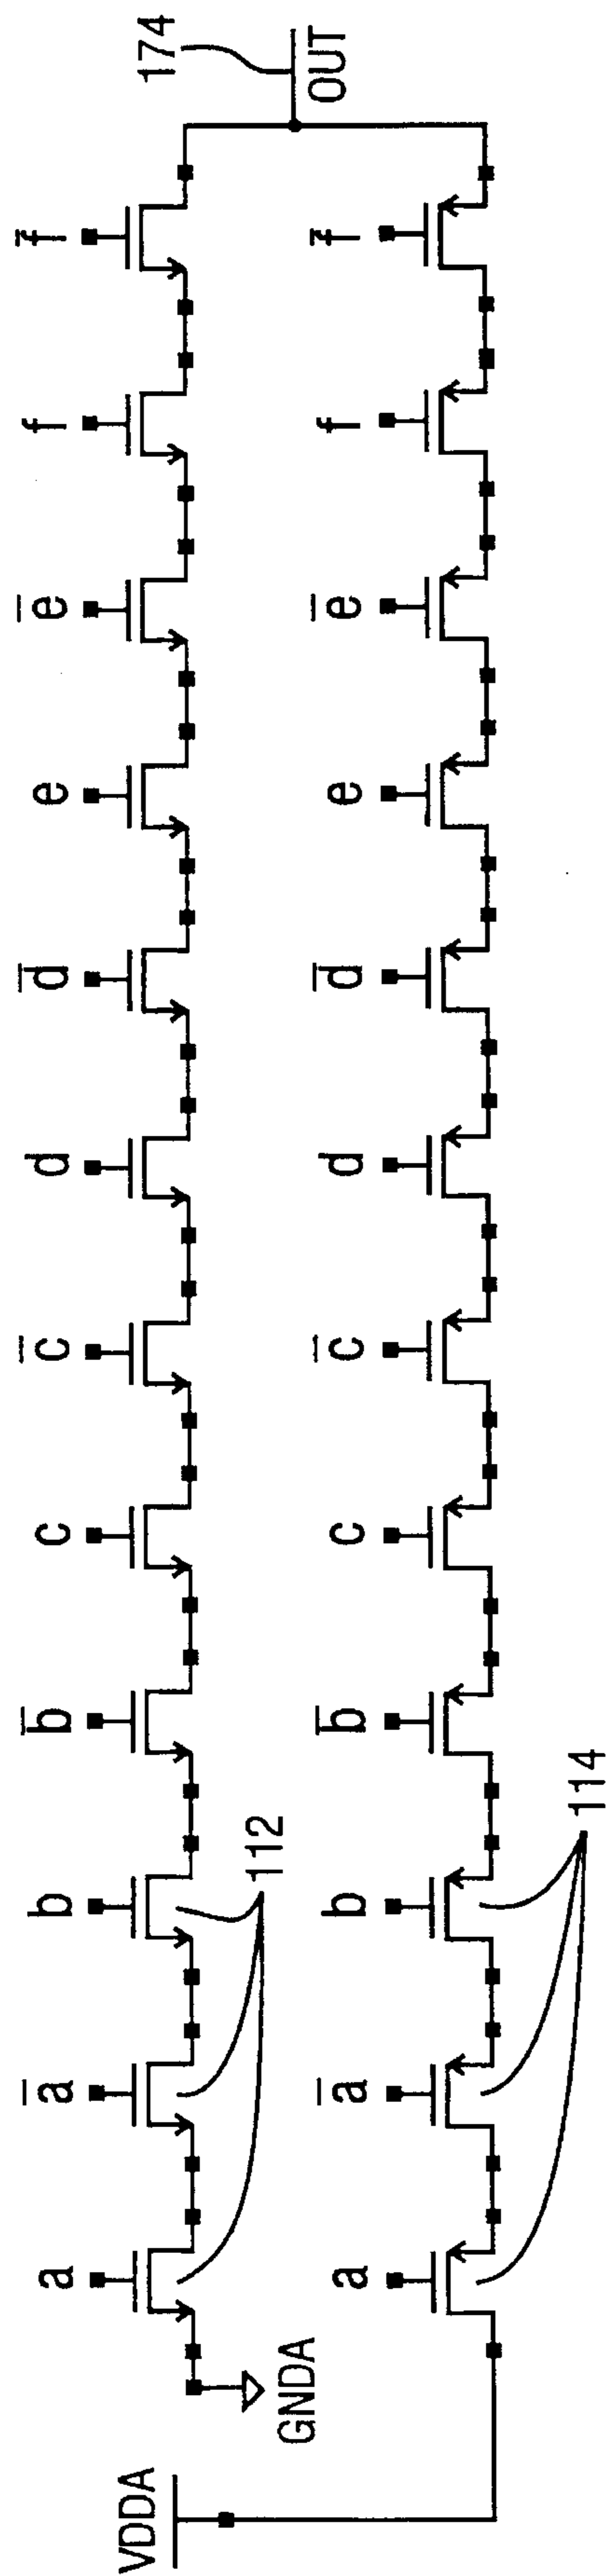 174
a a̅ b b̅ c c̅ d d̅ e e̅ f f̅
VDDA
112
GNDA
OUT
a a̅ b b̅ c c̅ d d̅ e e̅ f f̅
114